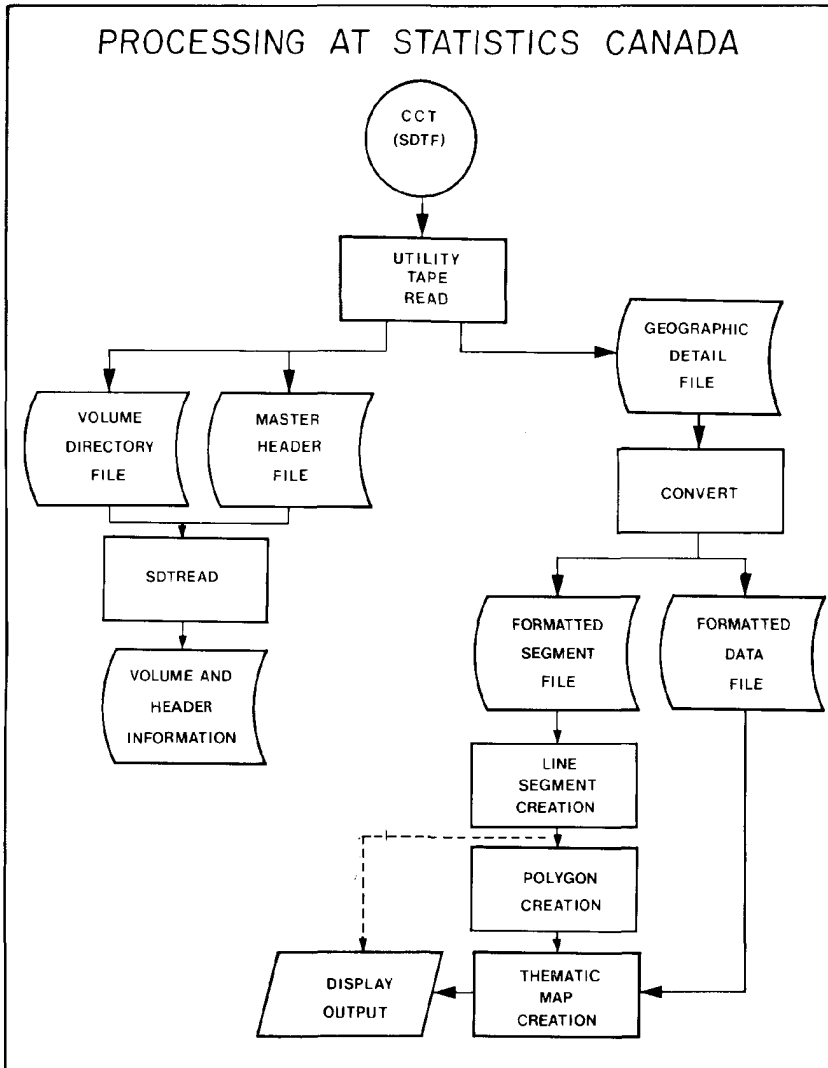 PROCESSING AT STATISTICS CANADA
CCT
(SDTF)
UTILITY
TAPE
READ
GEOGRAPHIC
DETAIL
FILE
VOLUME
DIRECTORY
FILE
MASTER
HEADER
FILE
CONVERT
SDTREAD
FORMATTED
SEGMENT
FILE
FORMATTED
DATA
FILE
VOLUME AND
HEADER
INFORMATION
LINE
SEGMENT
CREATION
POLYGON
CREATION
DISPLAY
OUTPUT
THEMATIC
MAP
CREATION